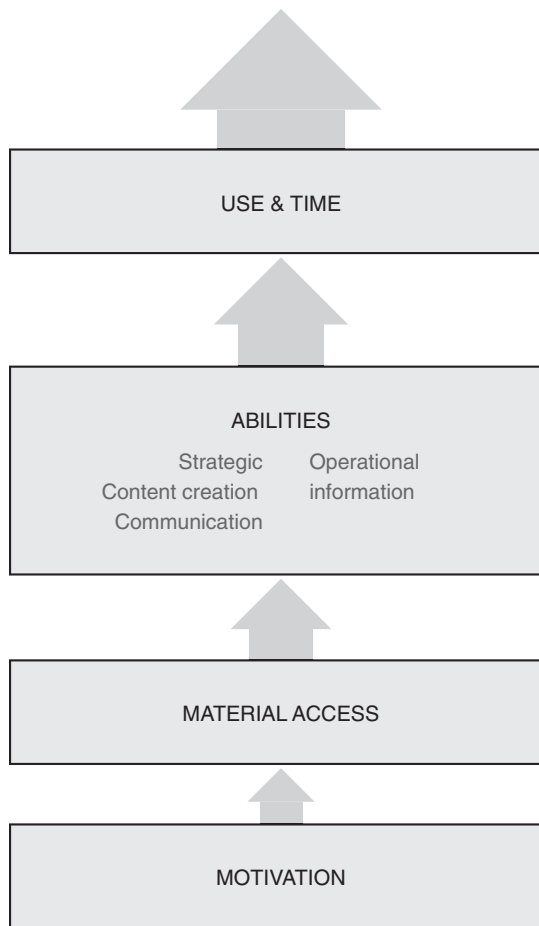 USE & TIME
ABILITIES
Strategic
Content creation
Communication
Operational
information
MATERIAL ACCESS
MOTIVATION